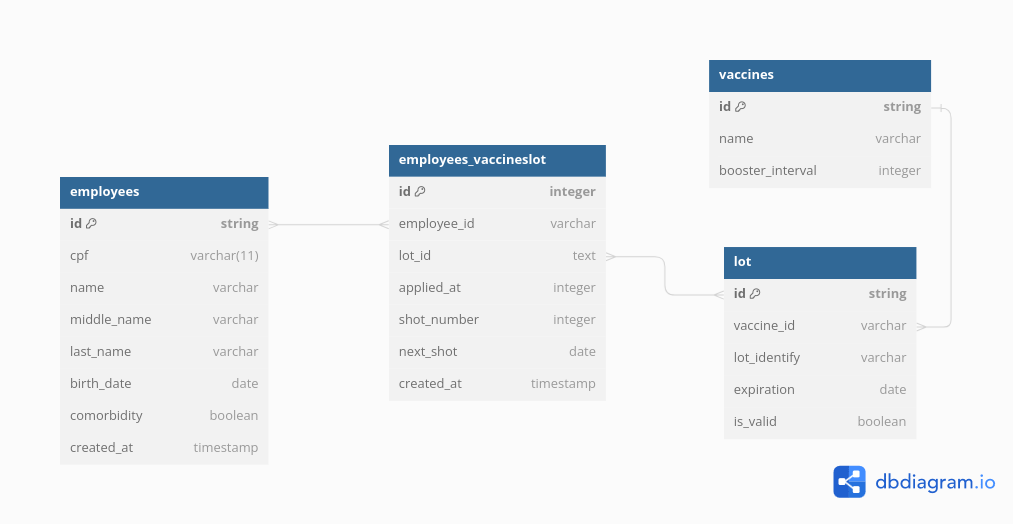 employees
id string
cpf varchar(11)
name varchar
middle_name varchar
last_name varchar
birth_date date
comorbidity boolean
created_at timestamp
employees_vaccineslot
id integer
employee_id varchar
lot_id text
applied_at integer
shot_number integer
next_shot date
created_at timestamp
vaccines
id string
name varchar
booster_interval integer
lot
id string
vaccine_id varchar
lot_identify varchar
expiration date
is_valid boolean
dbdiagram.io